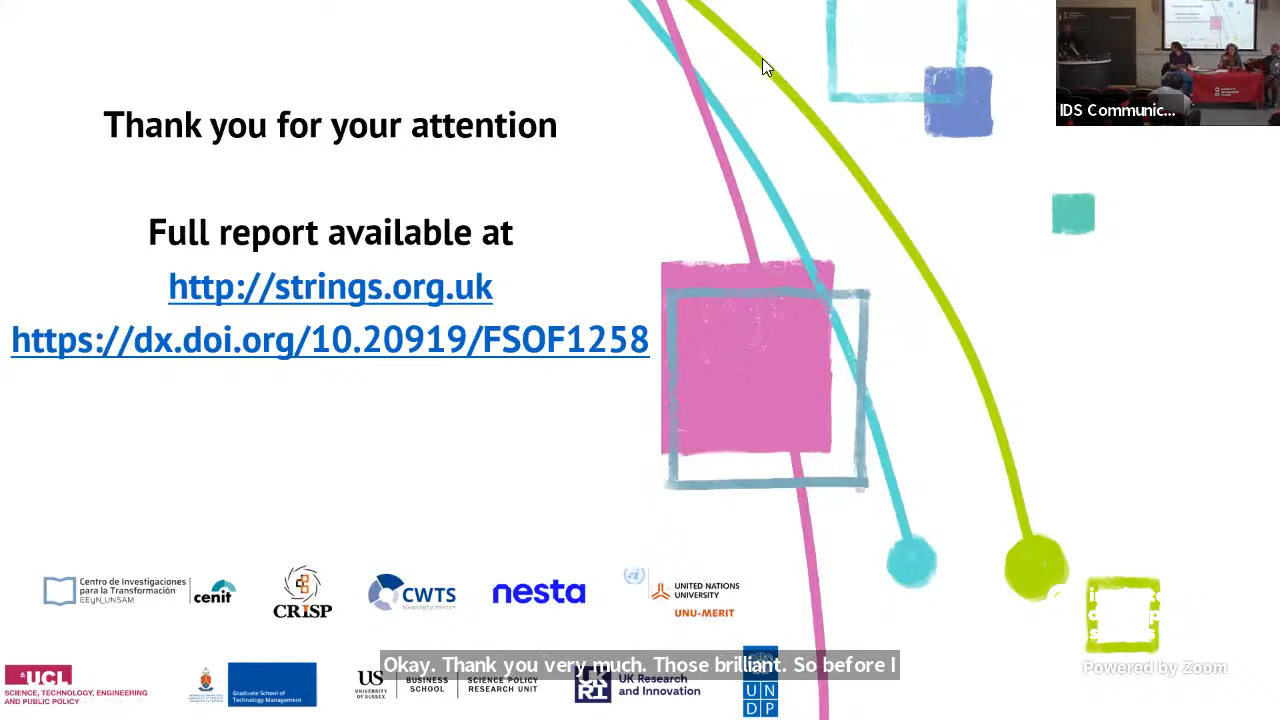 Thank you for your attention
Full report available at
http://strings.org.uk
https://dx.doi.org/10.20919/FSOF1258
IDS Communic...
Centro de Investigaciones
para la Transformación
EEyN_UNSAM
cenit
CRISP
CWTS
Meaningful metrics
nesta
UNITED NATIONS
UNIVERSITY
UNU-MERIT
UCL
SCIENCE, TECHNOLOGY, ENGINEERING
AND PUBLIC POLICY
Graduate School of
Technology Management
US
UNIVERSITY
OF SUSSEX
BUSINESS
SCHOOL
SCIENCE POLICY
RESEARCH UNIT
UKRI
UK Research
and Innovation
UNDP
Okay. Thank you very much. Those brilliant. So before I
Powered by Zoom